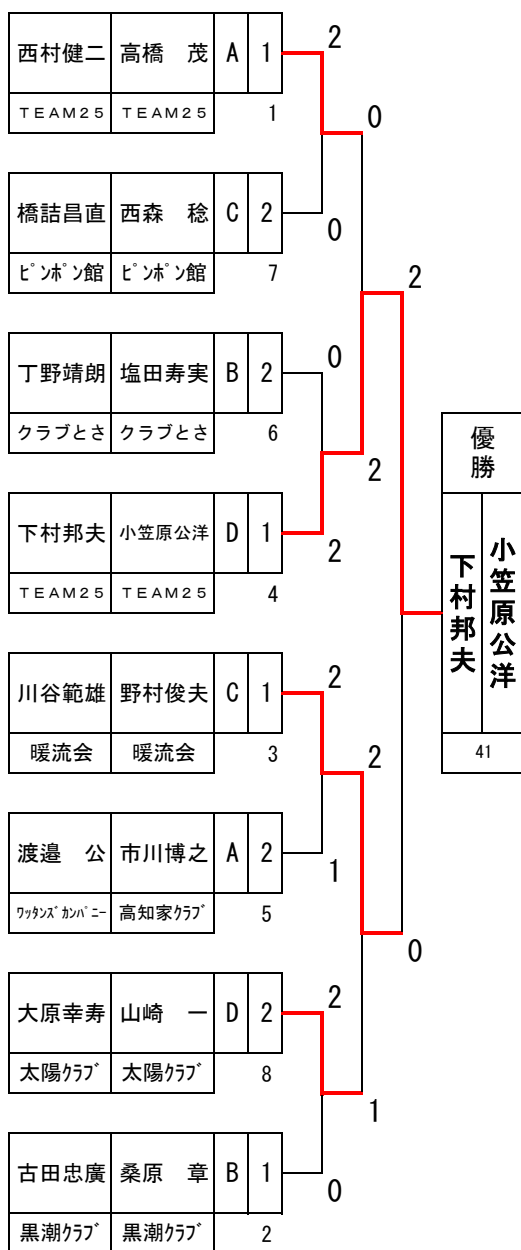 西村健二 高橋　茂 A 1
ＴＥＡＭ25 ＴＥＡＭ25 1
2
0
橋詰昌直 西森　稔 C 2
ﾋﾟﾝﾎﾟﾝ館 ﾋﾟﾝﾎﾟﾝ館 7
0
2
丁野靖朗 塩田寿実 B 2
クラブとさ クラブとさ 6
0
2
下村邦夫 小笠原公洋 D 1
ＴＥＡＭ25 ＴＥＡＭ25 4
2
川谷範雄 野村俊夫 C 1
暖流会 暖流会 3
2
2
渡邉　公 市川博之 A 2
ﾜｯﾀﾝｽﾞｶﾝﾊﾟﾆｰ 高知家ｸﾗﾌﾞ 5
1
0
大原幸寿 山崎　一 D 2
太陽ｸﾗﾌﾞ 太陽ｸﾗﾌﾞ 8
2
1
古田忠廣 桑原　章 B 1
黒潮ｸﾗﾌﾞ 黒潮ｸﾗﾌﾞ 2
0
優勝
下村邦夫
小笠原公洋
41